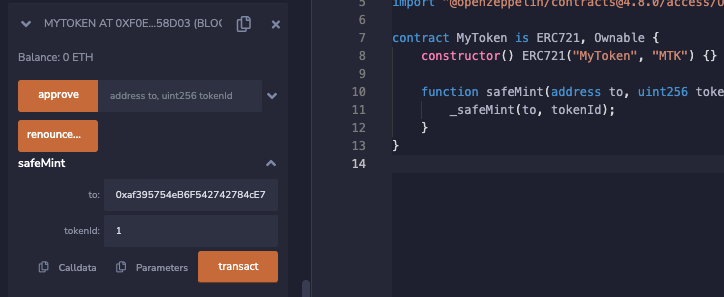 MYTOKEN AT 0XF0E...58D03 (BLOC
Balance: 0 ETH
approve
address to, uint256 tokenId
renounce...
safeMint
to:
0xaf395754eB6F542742784cE7
tokenId:
1
Calldata
Parameters
transact
5 import "@openzeppelin/contracts@4.8.0/access/O
6
7 contract MyToken is ERC721, Ownable {
8 constructor() ERC721("MyToken", "MTK") {}
9
10 function safeMint(address to, uint256 toke
11 _safeMint(to, tokenId);
12 }
13 }
14